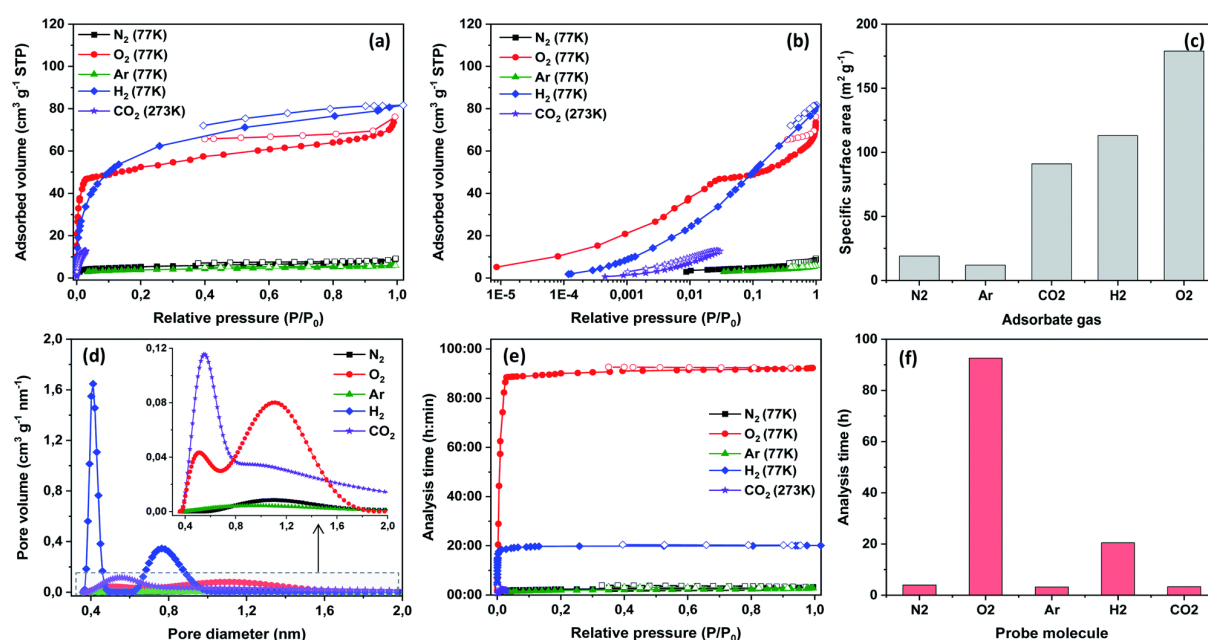 (a)
N₂ (77K)
O₂ (77K)
Ar (77K)
H₂ (77K)
CO₂ (273K)
120
100
80
60
40
20
0
0,0 0,2 0,4 0,6 0,8 1,0
Adsorbed volume (cm³ g⁻¹ STP)
Relative pressure (P/P₀)
(b)
N₂ (77K)
O₂ (77K)
Ar (77K)
H₂ (77K)
CO₂ (273K)
120
100
80
60
40
20
0
1E-5 1E-4 0,001 0,01 0,1 1
Adsorbed volume (cm³ g⁻¹ STP)
Relative pressure (P/P₀)
(c)
200
150
100
50
0
N2 Ar CO2 H2 O2
Specific surface area (m² g⁻¹)
Adsorbate gas
(d)
2,0
1,6
1,2
0,8
0,4
0,0
0,4 0,8 1,2 1,6 2,0
Pore volume (cm³ g⁻¹ nm⁻¹)
Pore diameter (nm)
0,12
0,08
0,04
0,00
0,4 0,8 1,2 1,6 2,0
N₂
O₂
Ar
H₂
CO₂
(e)
100:00
80:00
60:00
40:00
20:00
00:00
0,0 0,2 0,4 0,6 0,8 1,0
N₂ (77K)
O₂ (77K)
Ar (77K)
H₂ (77K)
CO₂ (273K)
Analysis time (h:min)
Relative pressure (P/P₀)
(f)
100
80
60
40
20
0
N2 O2 Ar H2 CO2
Analysis time (h)
Probe molecule